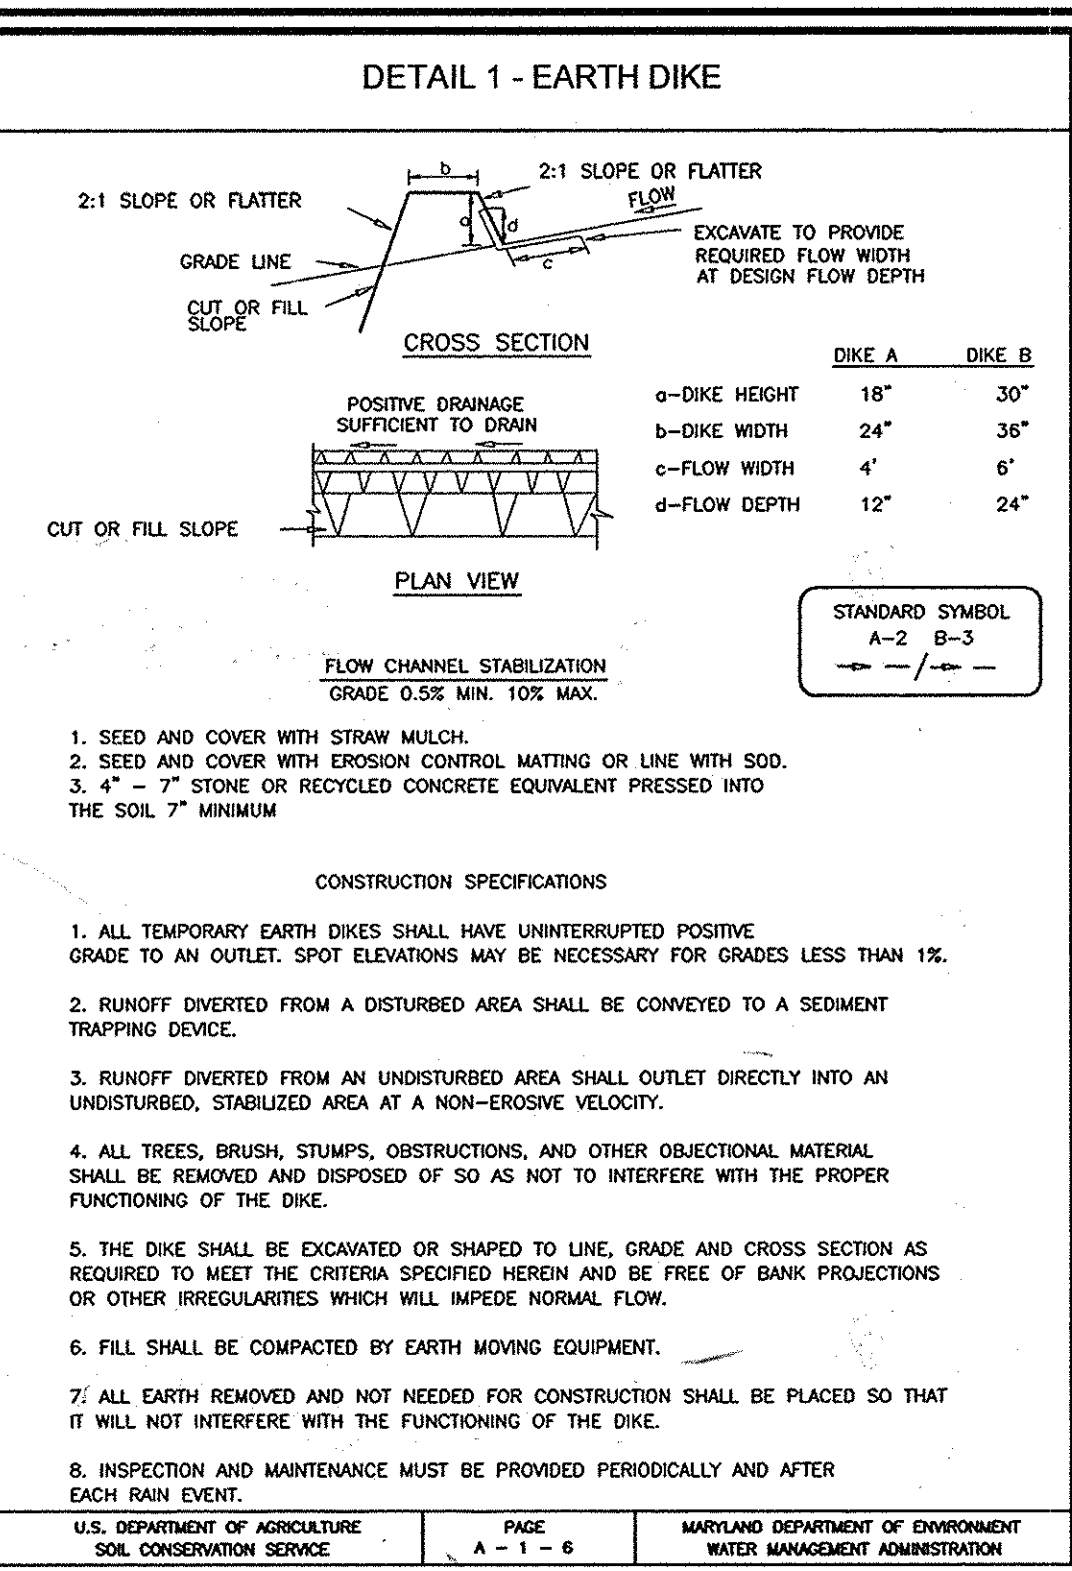 DETAIL 1 - EARTH DIKE
b
2:1 SLOPE OR FLATTER
2:1 SLOPE OR FLATTER
FLOW
a
d
EXCAVATE TO PROVIDE
REQUIRED FLOW WIDTH
AT DESIGN FLOW DEPTH
GRADE LINE
c
CUT OR FILL
SLOPE
CROSS SECTION
DIKE A DIKE B
a-DIKE HEIGHT 18" 30"
b-DIKE WIDTH 24" 36"
c-FLOW WIDTH 4' 6'
d-FLOW DEPTH 12" 24"
POSITIVE DRAINAGE
SUFFICIENT TO DRAIN
CUT OR FILL SLOPE
PLAN VIEW
STANDARD SYMBOL
A-2 B-3
FLOW CHANNEL STABILIZATION
GRADE 0.5% MIN. 10% MAX.
1. SEED AND COVER WITH STRAW MULCH.
2. SEED AND COVER WITH EROSION CONTROL MATTING OR LINE WITH SOD.
3. 4" - 7" STONE OR RECYCLED CONCRETE EQUIVALENT PRESSED INTO
THE SOIL 7" MINIMUM
CONSTRUCTION SPECIFICATIONS
1. ALL TEMPORARY EARTH DIKES SHALL HAVE UNINTERRUPTED POSITIVE
GRADE TO AN OUTLET. SPOT ELEVATIONS MAY BE NECESSARY FOR GRADES LESS THAN 1%.
2. RUNOFF DIVERTED FROM A DISTURBED AREA SHALL BE CONVEYED TO A SEDIMENT
TRAPPING DEVICE.
3. RUNOFF DIVERTED FROM AN UNDISTURBED AREA SHALL OUTLET DIRECTLY INTO AN
UNDISTURBED, STABILIZED AREA AT A NON-EROSIVE VELOCITY.
4. ALL TREES, BRUSH, STUMPS, OBSTRUCTIONS, AND OTHER OBJECTIONAL MATERIAL
SHALL BE REMOVED AND DISPOSED OF SO AS NOT TO INTERFERE WITH THE PROPER
FUNCTIONING OF THE DIKE.
5. THE DIKE SHALL BE EXCAVATED OR SHAPED TO LINE, GRADE AND CROSS SECTION AS
REQUIRED TO MEET THE CRITERIA SPECIFIED HEREIN AND BE FREE OF BANK PROJECTIONS
OR OTHER IRREGULARITIES WHICH WILL IMPEDE NORMAL FLOW.
6. FILL SHALL BE COMPACTED BY EARTH MOVING EQUIPMENT.
7. ALL EARTH REMOVED AND NOT NEEDED FOR CONSTRUCTION SHALL BE PLACED SO THAT
IT WILL NOT INTERFERE WITH THE FUNCTIONING OF THE DIKE.
8. INSPECTION AND MAINTENANCE MUST BE PROVIDED PERIODICALLY AND AFTER
EACH RAIN EVENT.
U.S. DEPARTMENT OF AGRICULTURE
SOIL CONSERVATION SERVICE
PAGE
A - 1 - 6
MARYLAND DEPARTMENT OF ENVIRONMENT
WATER MANAGEMENT ADMINISTRATION